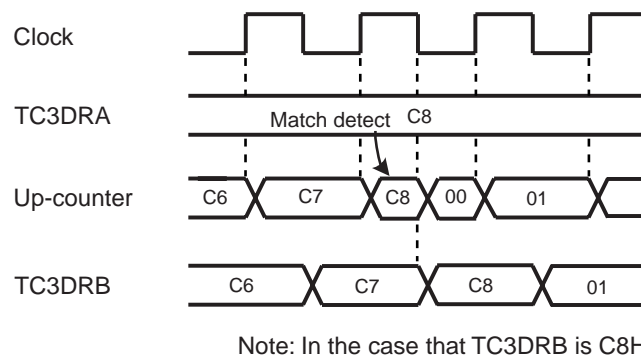 Clock
TC3DRA
Match detect C8
Up-counter C6 C7 C8 00 01
TC3DRB C6 C7 C8 01
Note: In the case that TC3DRB is C8H